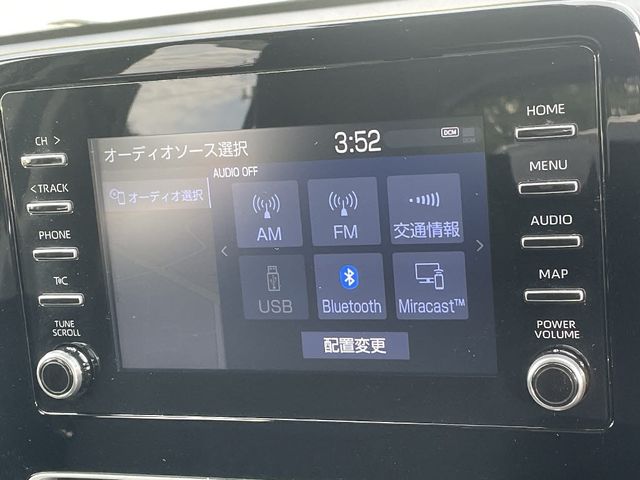 CH >
< TRACK
PHONE
T*C
TUNE
SCROLL
オーディオソース選択
3:52
DCM
AUDIO OFF
オーディオ選択
AM
FM
交通情報
USB
Bluetooth
Miracast™
配置変更
HOME
MENU
AUDIO
MAP
POWER
VOLUME